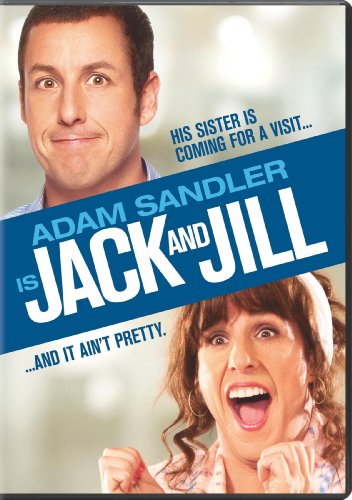 HIS SISTER IS
COMING FOR A VISIT...
ADAM SANDLER
IS JACK AND JILL
...AND IT AIN'T PRETTY.